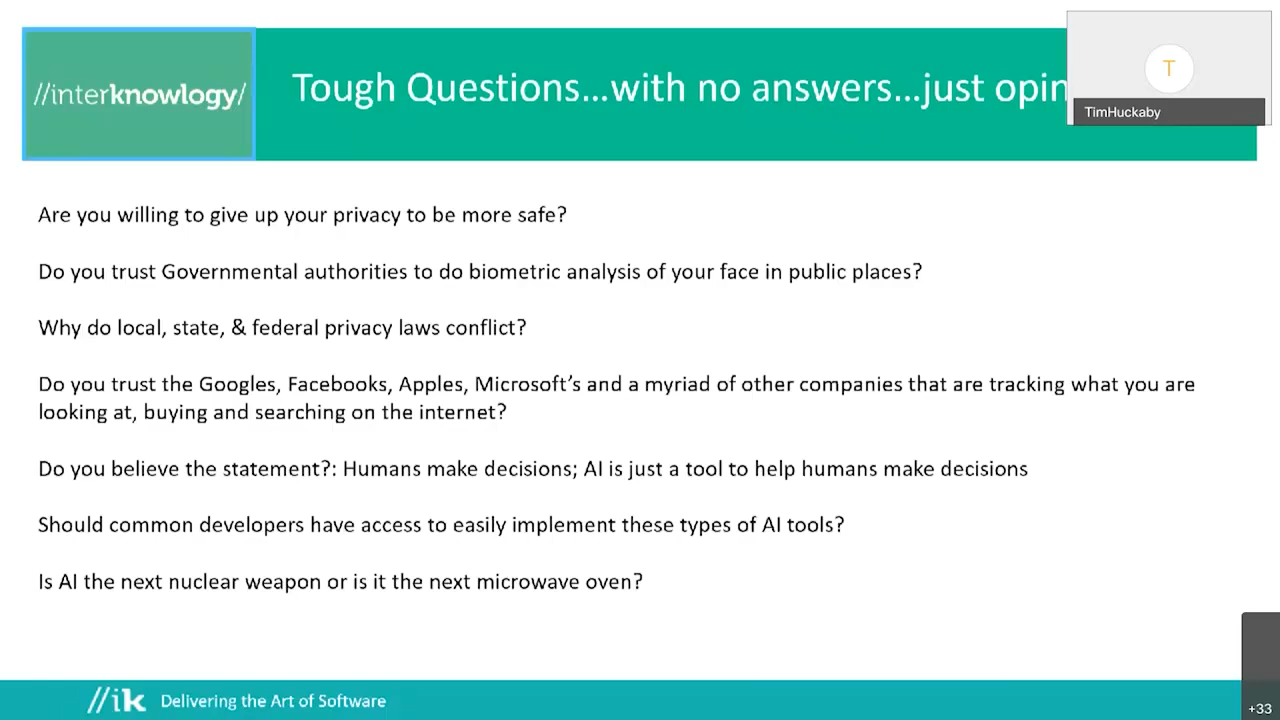 //interknowlogy/
Tough Questions...with no answers...just opin
T
TimHuckaby
Are you willing to give up your privacy to be more safe?
Do you trust Governmental authorities to do biometric analysis of your face in public places?
Why do local, state, & federal privacy laws conflict?
Do you trust the Googles, Facebooks, Apples, Microsoft's and a myriad of other companies that are tracking what you are
looking at, buying and searching on the internet?
Do you believe the statement?: Humans make decisions; AI is just a tool to help humans make decisions
Should common developers have access to easily implement these types of AI tools?
Is AI the next nuclear weapon or is it the next microwave oven?
//ik Delivering the Art of Software
+33